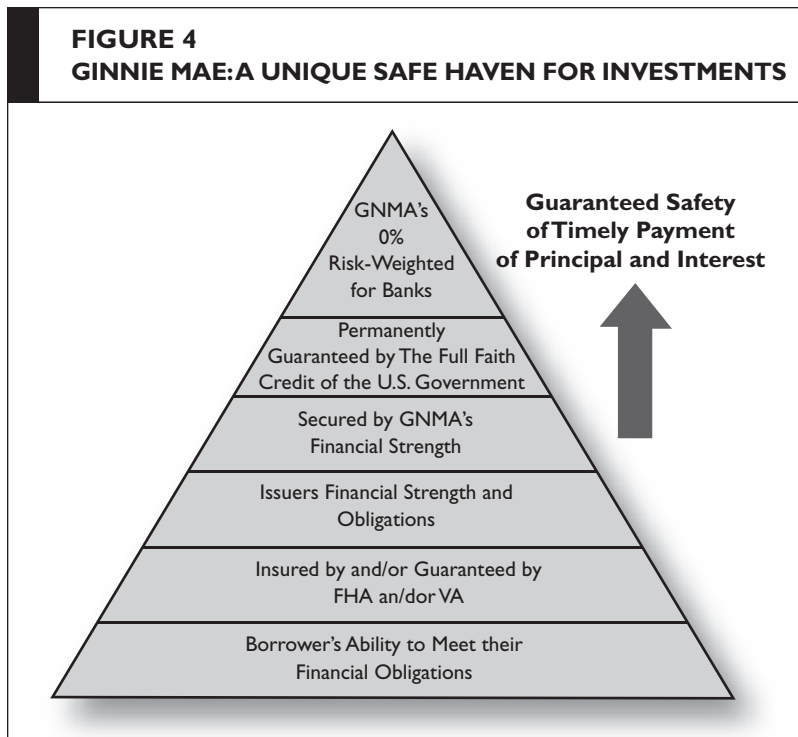 FIGURE 4
GINNIE MAE: A UNIQUE SAFE HAVEN FOR INVESTMENTS
GNMA's
0%
Risk-Weighted
for Banks
Guaranteed Safety
of Timely Payment
of Principal and Interest
Permanently
Guaranteed by The Full Faith
Credit of the U.S. Government
Secured by GNMA's
Financial Strength
Issuers Financial Strength and
Obligations
Insured by and/or Guaranteed by
FHA an/dor VA
Borrower's Ability to Meet their
Financial Obligations